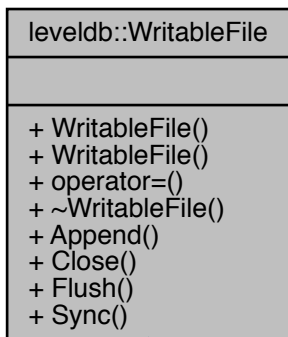 leveldb::WritableFile
+ WritableFile()
+ WritableFile()
+ operator=()
+ ~WritableFile()
+ Append()
+ Close()
+ Flush()
+ Sync()